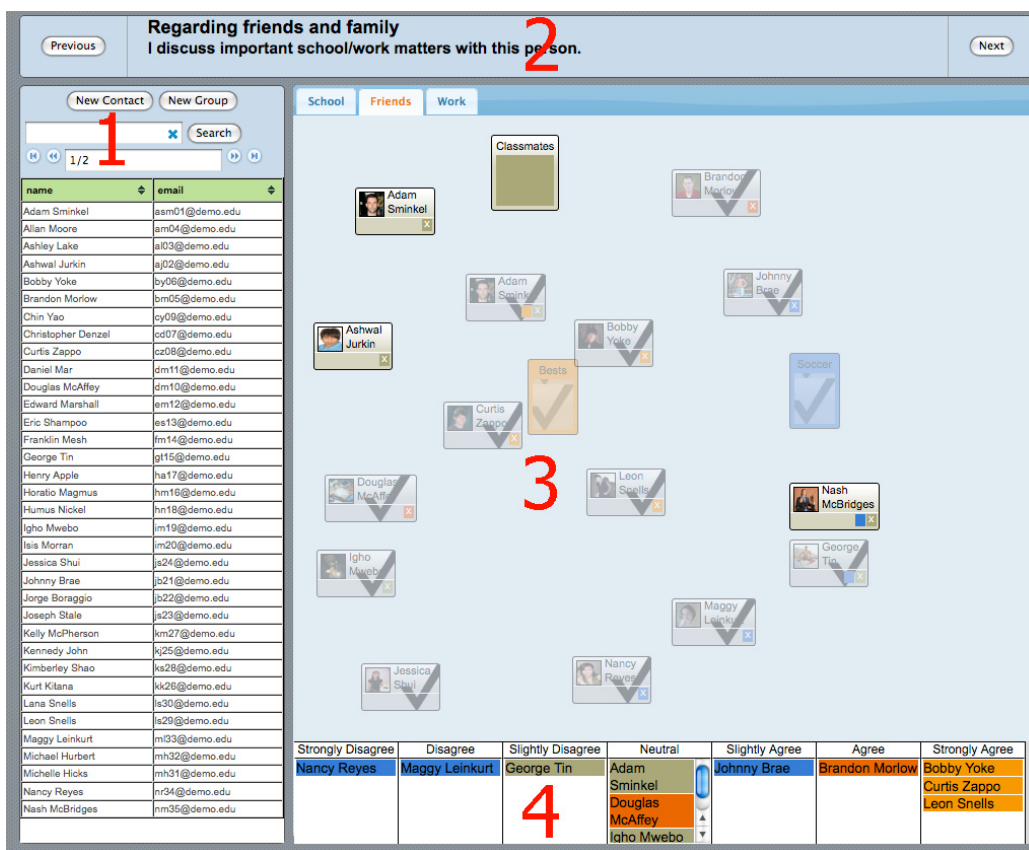 Regarding friends and family
I discuss important school/work matters with this person.
Previous
Next
2
New Contact
New Group
Search
1
1/2
name email
Adam Sminkel asm01@demo.edu
Allan Moore am04@demo.edu
Ashley Lake al03@demo.edu
Ashwal Jurkin aj02@demo.edu
Bobby Yoke by06@demo.edu
Brandon Morlow bm05@demo.edu
Chin Yao cy09@demo.edu
Christopher Denzel cd07@demo.edu
Curtis Zappo cz08@demo.edu
Daniel Mar dm11@demo.edu
Douglas McAffey dm10@demo.edu
Edward Marshall em12@demo.edu
Eric Shampoo es13@demo.edu
Franklin Mesh fm14@demo.edu
George Tin gt15@demo.edu
Henry Apple ha17@demo.edu
Horatio Magmus hm16@demo.edu
Humus Nickel hn18@demo.edu
Igho Mwebo im19@demo.edu
Isis Morran im20@demo.edu
Jessica Shui js24@demo.edu
Johnny Brae jb21@demo.edu
Jorge Boraggio jb22@demo.edu
Joseph Stale js23@demo.edu
Kelly McPherson km27@demo.edu
Kennedy John kj25@demo.edu
Kimberley Shao ks28@demo.edu
Kurt Kitana kk26@demo.edu
Lana Snells ls30@demo.edu
Leon Snells ls29@demo.edu
Maggy Leinkurt ml33@demo.edu
Michael Hurbert mh32@demo.edu
Michelle Hicks mh31@demo.edu
Nancy Reyes nr34@demo.edu
Nash McBridges nm35@demo.edu
School Friends Work
Classmates
Adam
Sminkel
X
Brandon
Morlow
X
Adam
Sminkel
X
Johnny
Brae
X
Ashwal
Jurkin
X
Bobby
Yoke
X
Bests
Soccer
Curtis
Zappo
X
3
Douglas
McAffey
X
Leon
Snells
X
Nash
McBridges
X
George
Tin
X
Igho
Mwebo
X
Maggy
Leinkurt
X
Jessica
Shui
Nancy
Reyes
X
Strongly Disagree Disagree Slightly Disagree Neutral Slightly Agree Agree Strongly Agree
Nancy Reyes
Maggy Leinkurt
George Tin
4
Adam
Sminkel
Douglas
McAffey
Igho Mwebo
Johnny Brae
Brandon Morlow
Bobby Yoke
Curtis Zappo
Leon Snells